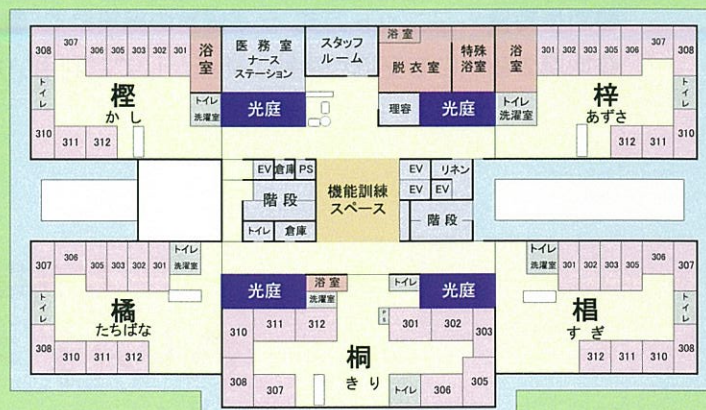 308
307
306
305
303
302
301
浴室
医務室
ナース
ステーション
スタッフ
ルーム
浴室
脱衣室
特殊
浴室
浴室
301
302
303
305
306
307
308
トイレ
樫
かし
トイレ
洗濯室
光庭
理容
光庭
トイレ
洗濯室
梓
あずさ
トイレ
310
311
312
312
311
310
EV
倉庫
PS
機能訓練
スペース
EV
リネン
EV
EV
階段
階段
トイレ
倉庫
307
306
305
303
302
301
トイレ
洗濯室
トイレ
洗濯室
301
302
303
305
306
307
トイレ
橘
たちばな
308
310
311
312
光庭
浴室
洗濯室
トイレ
光庭
310
311
312
PS
301
302
303
桐
きり
308
307
トイレ
306
305
椙
すぎ
トイレ
312
311
310
308